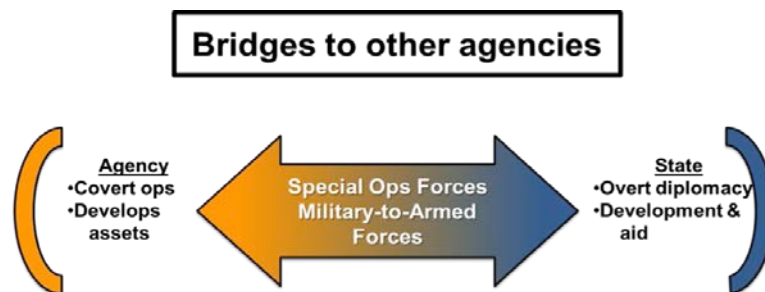 Bridges to other agencies
Agency
•Covert ops
•Develops
assets
Special Ops Forces
Military-to-Armed
Forces
State
•Overt diplomacy
•Development &
aid